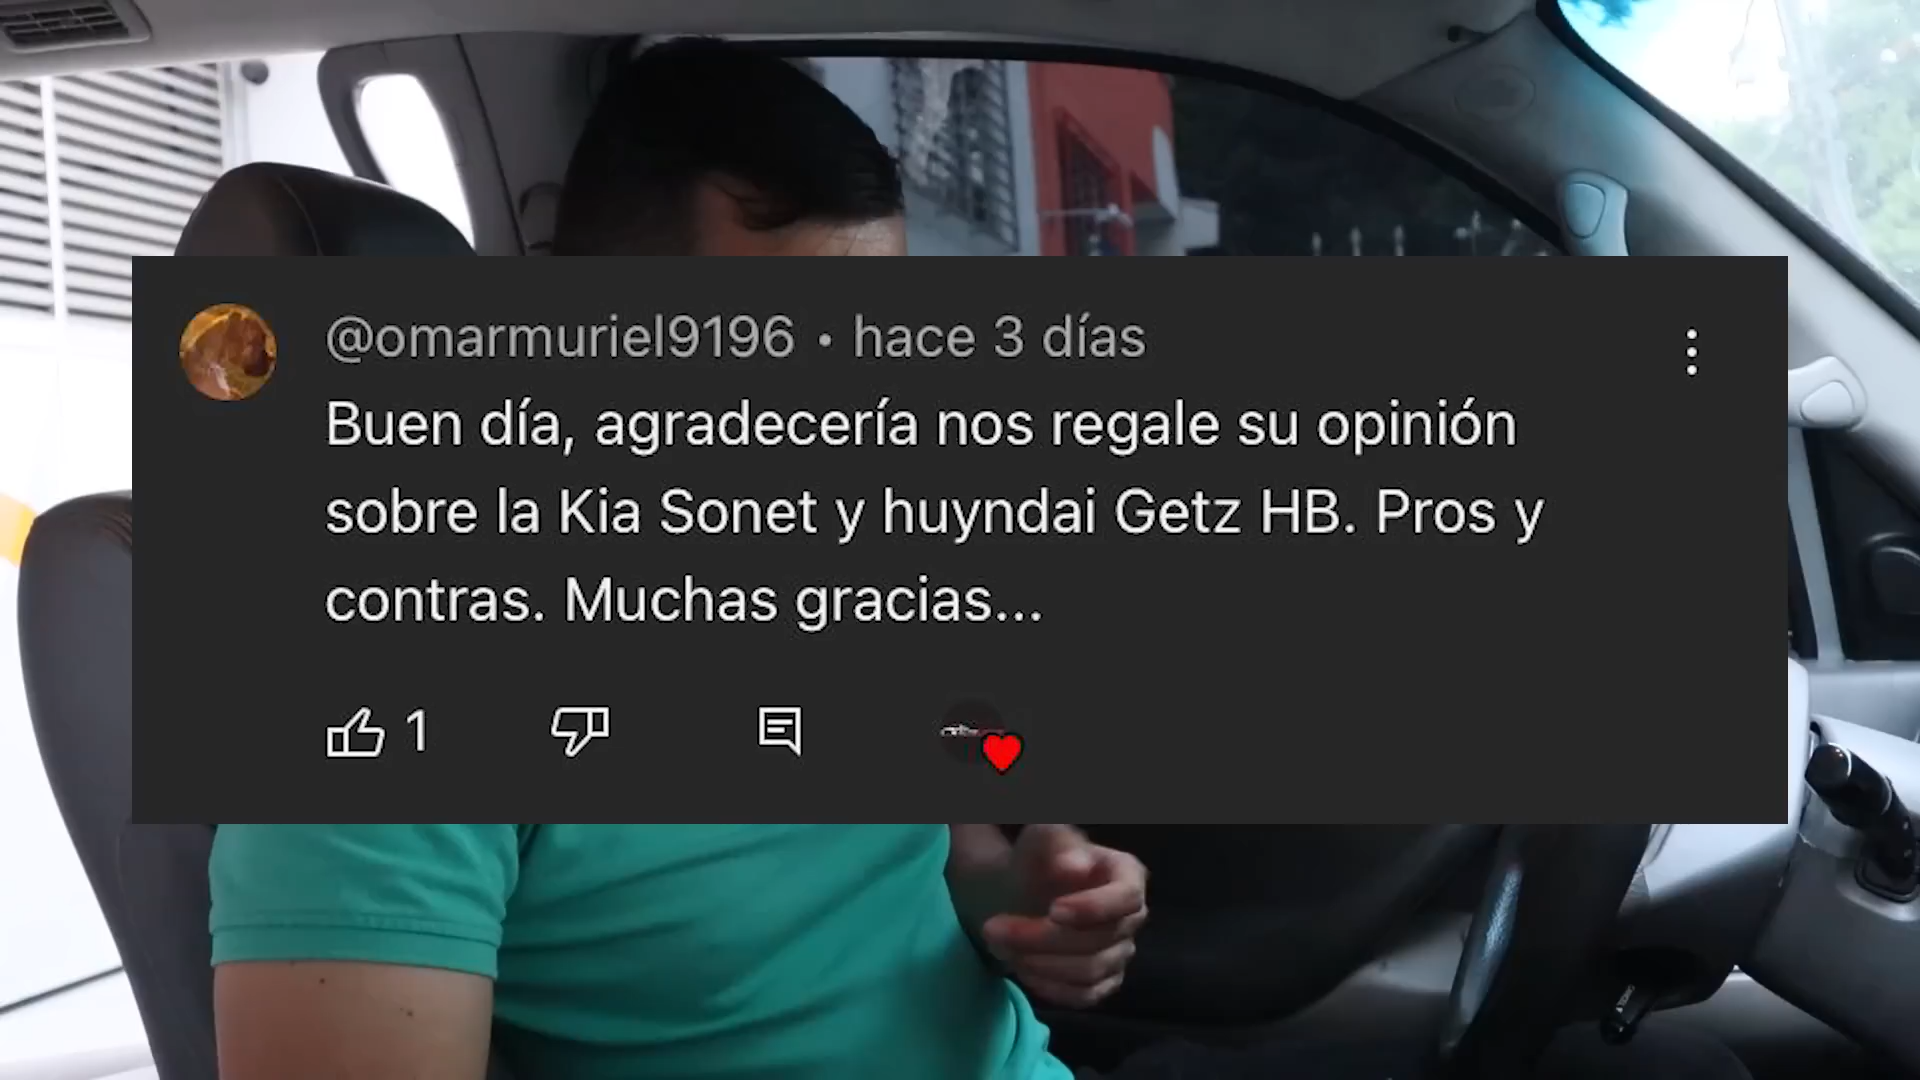 @omarmuriel9196 • hace 3 días
Buen día, agradecería nos regale su opinión
sobre la Kia Sonet y huyndai Getz HB. Pros y
contras. Muchas gracias...
1